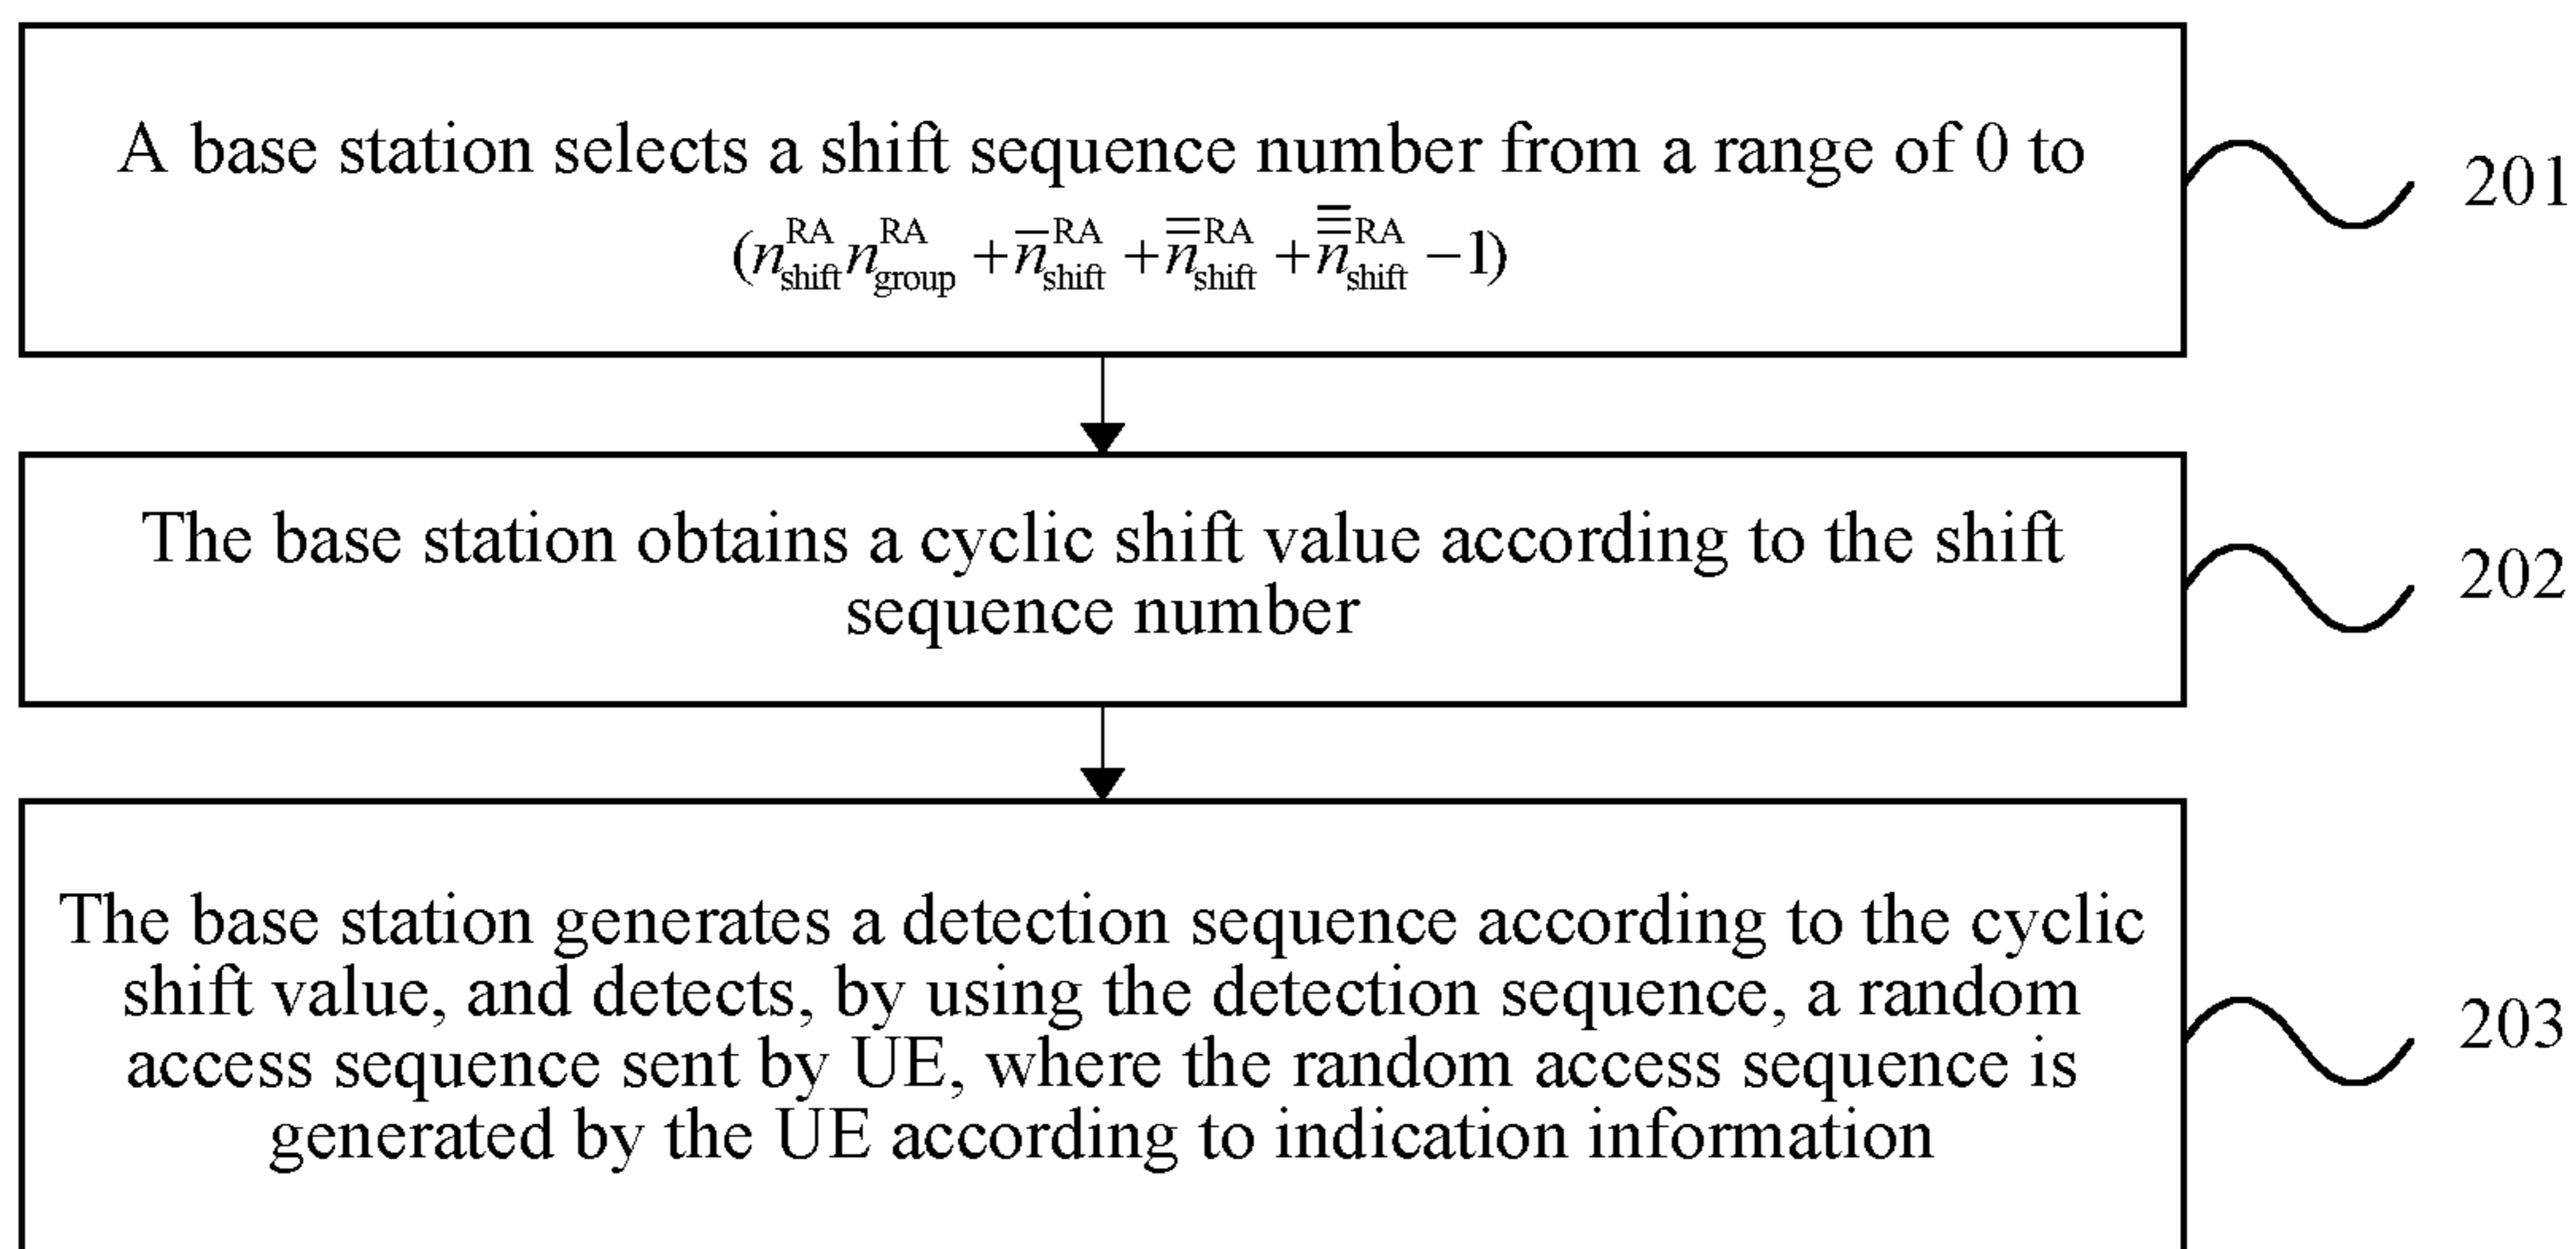 A base station selects a shift sequence number from a range of 0 to
(n_shift^RA n_group^RA + n̅_shift^RA + n̿_shift^RA + n̿̅_shift^RA − 1)
201
The base station obtains a cyclic shift value according to the shift
sequence number
202
The base station generates a detection sequence according to the cyclic
shift value, and detects, by using the detection sequence, a random
access sequence sent by UE, where the random access sequence is
generated by the UE according to indication information
203